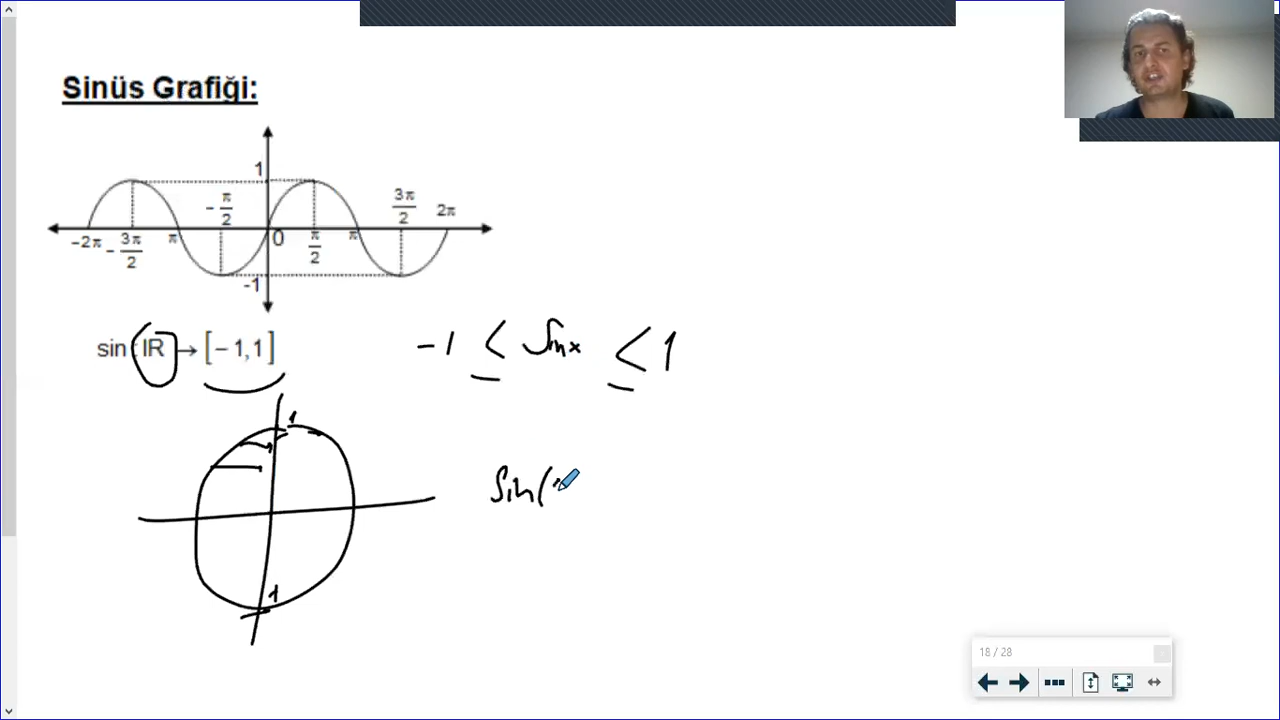 Sinüs Grafiği:
1
-π/2
3π/2
2π
-2π
-3π/2
π
0
π/2
π
-1
sin: IR → [-1,1]
-1 ≤ Sinx ≤ 1
1
Sin(
1
18 / 28